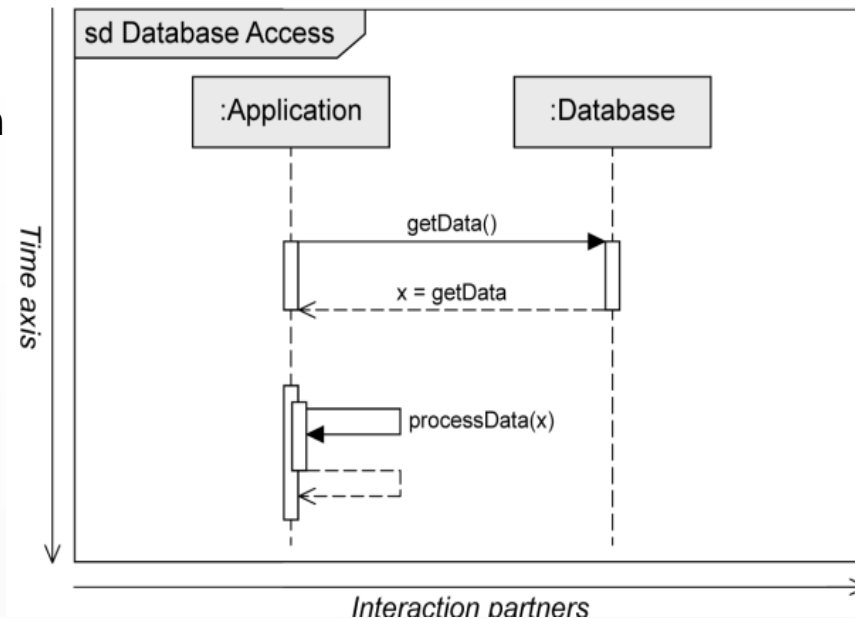 sd Database Access
:Application
:Database
n
getData()
Time axis
x = getData
processData(x)
Interaction partners